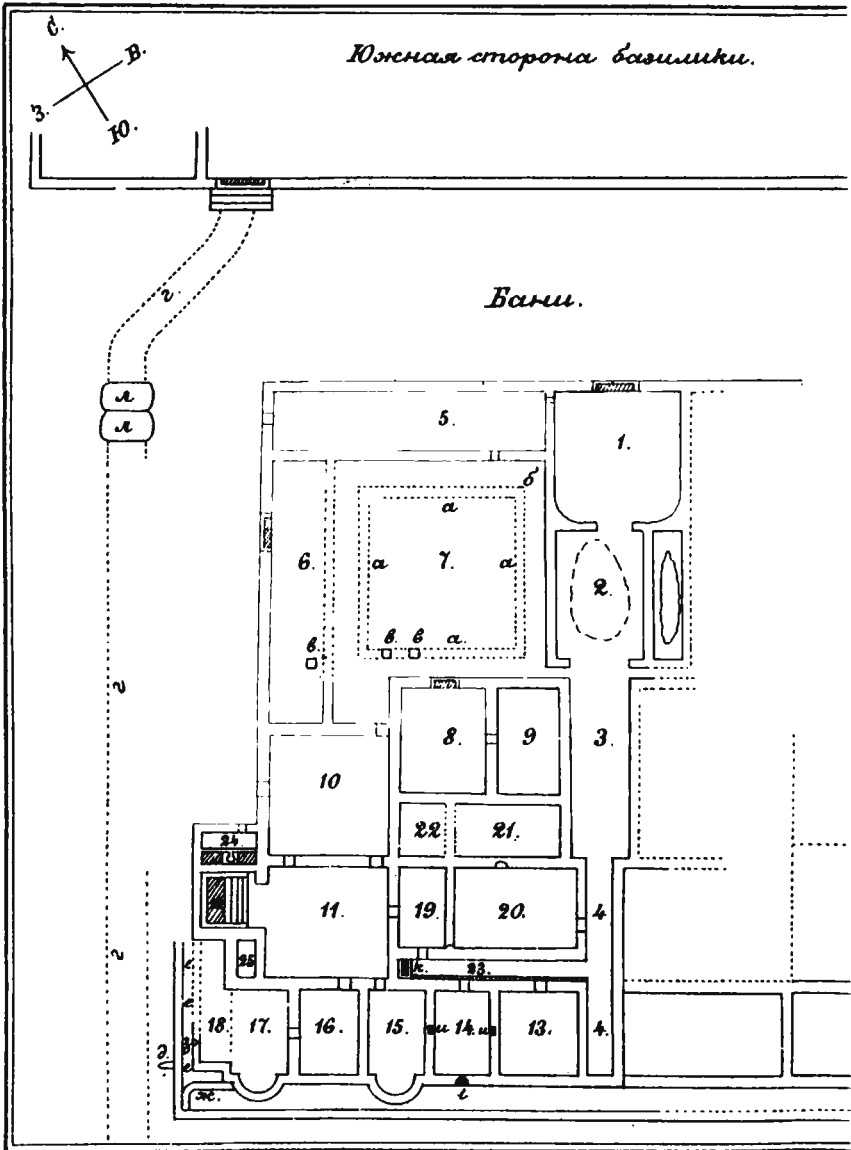 С.
В.
З.
Ю.
Южная сторона базилики.
г.
Бани.
л
л
5.
1.
б
а
6.
а
7.
а
2.
в.
в.
в
а.
г
8.
9
3.
10
22
21.
24.
11.
19.
20.
4
г
25
к.
23.
е
е
18.
17.
16.
15.
и
14.
и
13.
4.
д.
з
е
ж.
i